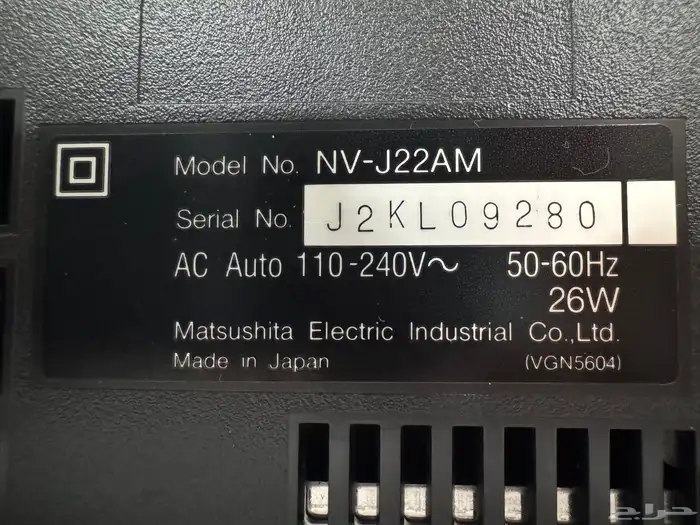 Model No. NV-J22AM
Serial No. J2KL09280
AC Auto 110-240V~ 50-60Hz
26W
Matsushita Electric Industrial Co.,Ltd.
Made in Japan (VGN5604)
حراج